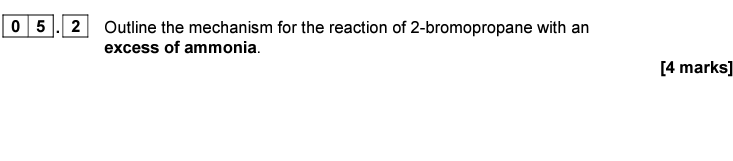 0 5 . 2 Outline the mechanism for the reaction of 2-bromopropane with an
excess of ammonia.
[4 marks]